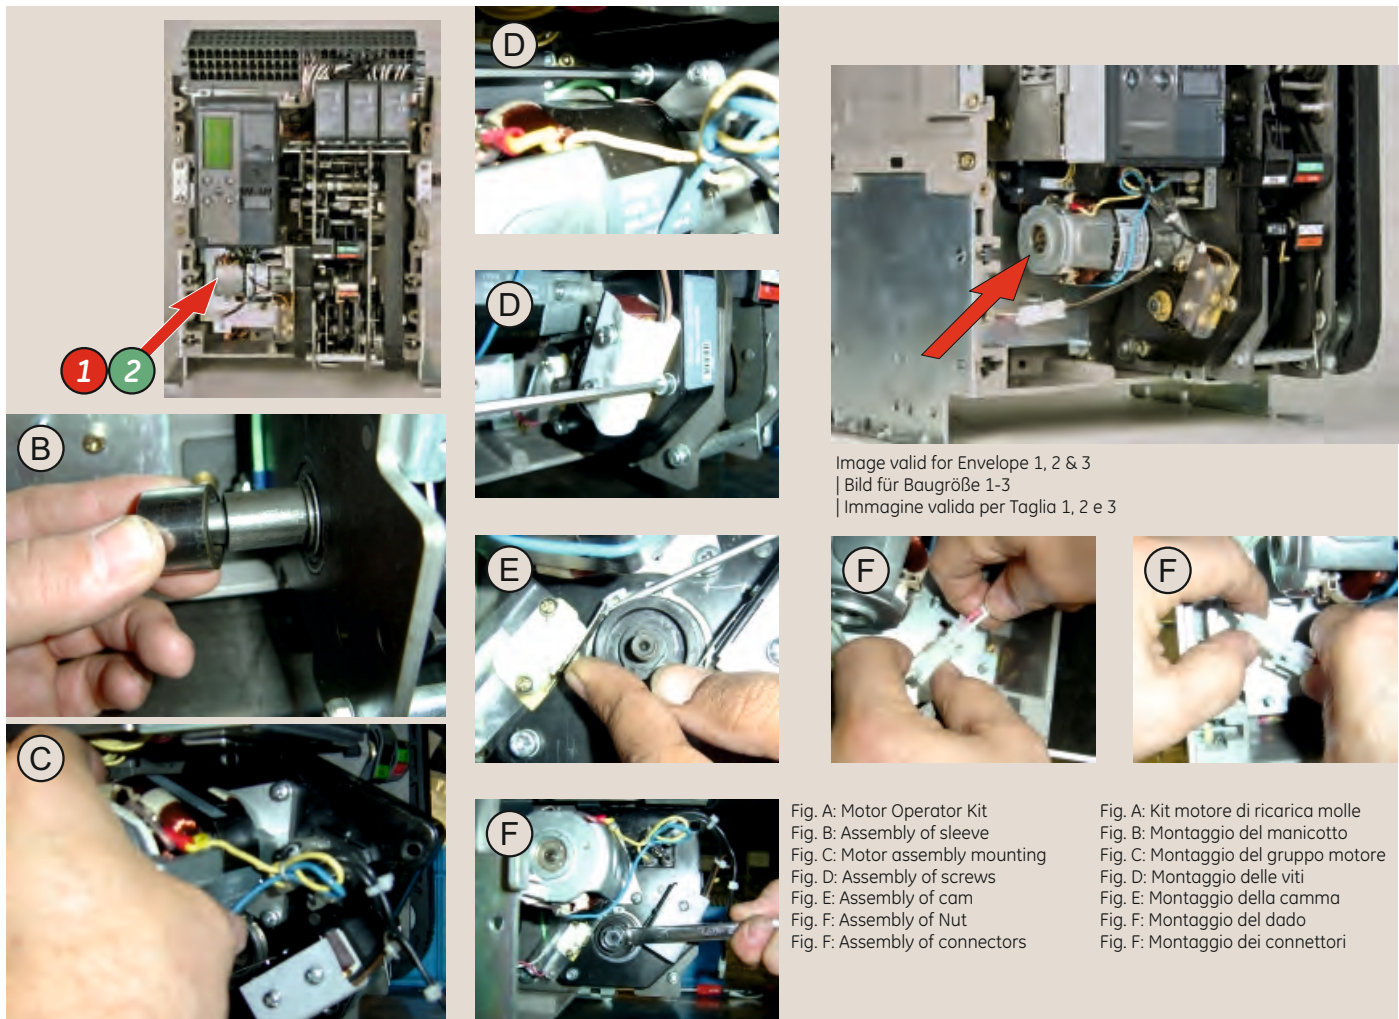 D
1
2
B
D
Image valid for Envelope 1, 2 & 3
| Bild für Baugröße 1-3
| Immagine valida per Taglia 1, 2 e 3
E
F
F
C
F
Fig. A: Motor Operator Kit
Fig. B: Assembly of sleeve
Fig. C: Motor assembly mounting
Fig. D: Assembly of screws
Fig. E: Assembly of cam
Fig. F: Assembly of Nut
Fig. F: Assembly of connectors
Fig. A: Kit motore di ricarica molle
Fig. B: Montaggio del manicotto
Fig. C: Montaggio del gruppo motore
Fig. D: Montaggio delle viti
Fig. E: Montaggio della camma
Fig. F: Montaggio del dado
Fig. F: Montaggio dei connettori